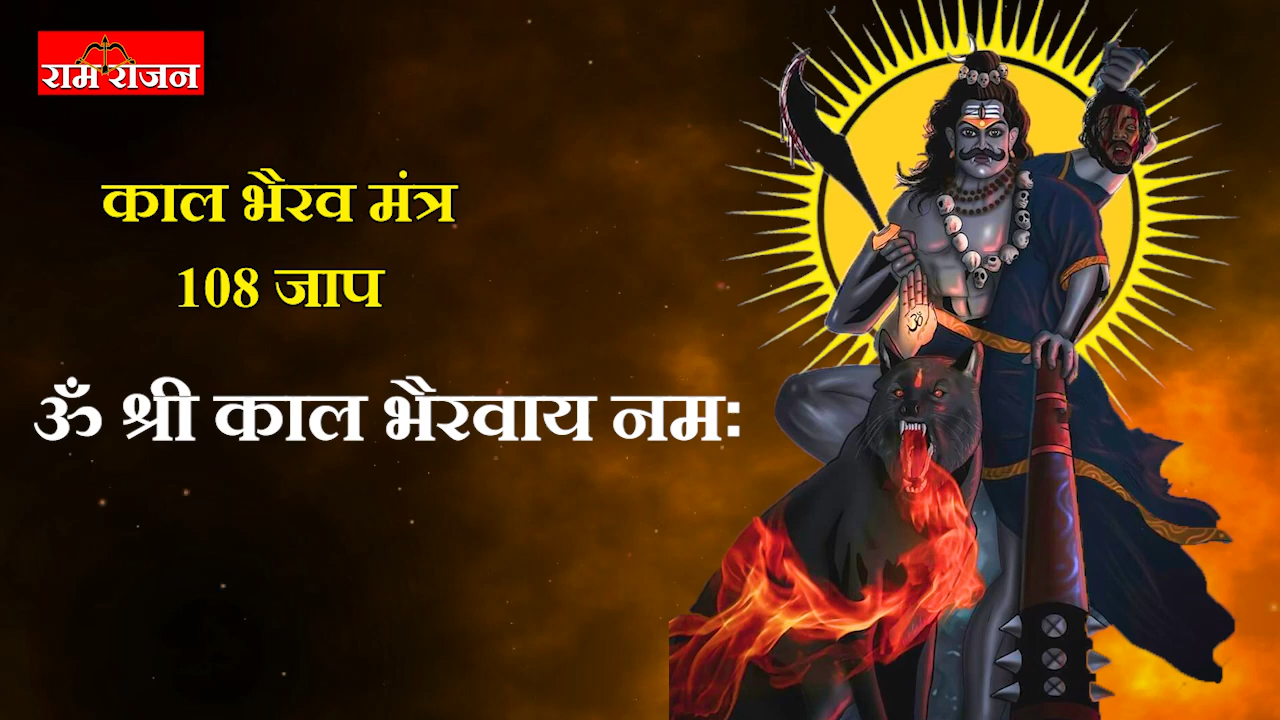 राम राजन
काल भैरव मंत्र
108 जाप
ॐ श्री काल भैरवाय नमः
ॐ